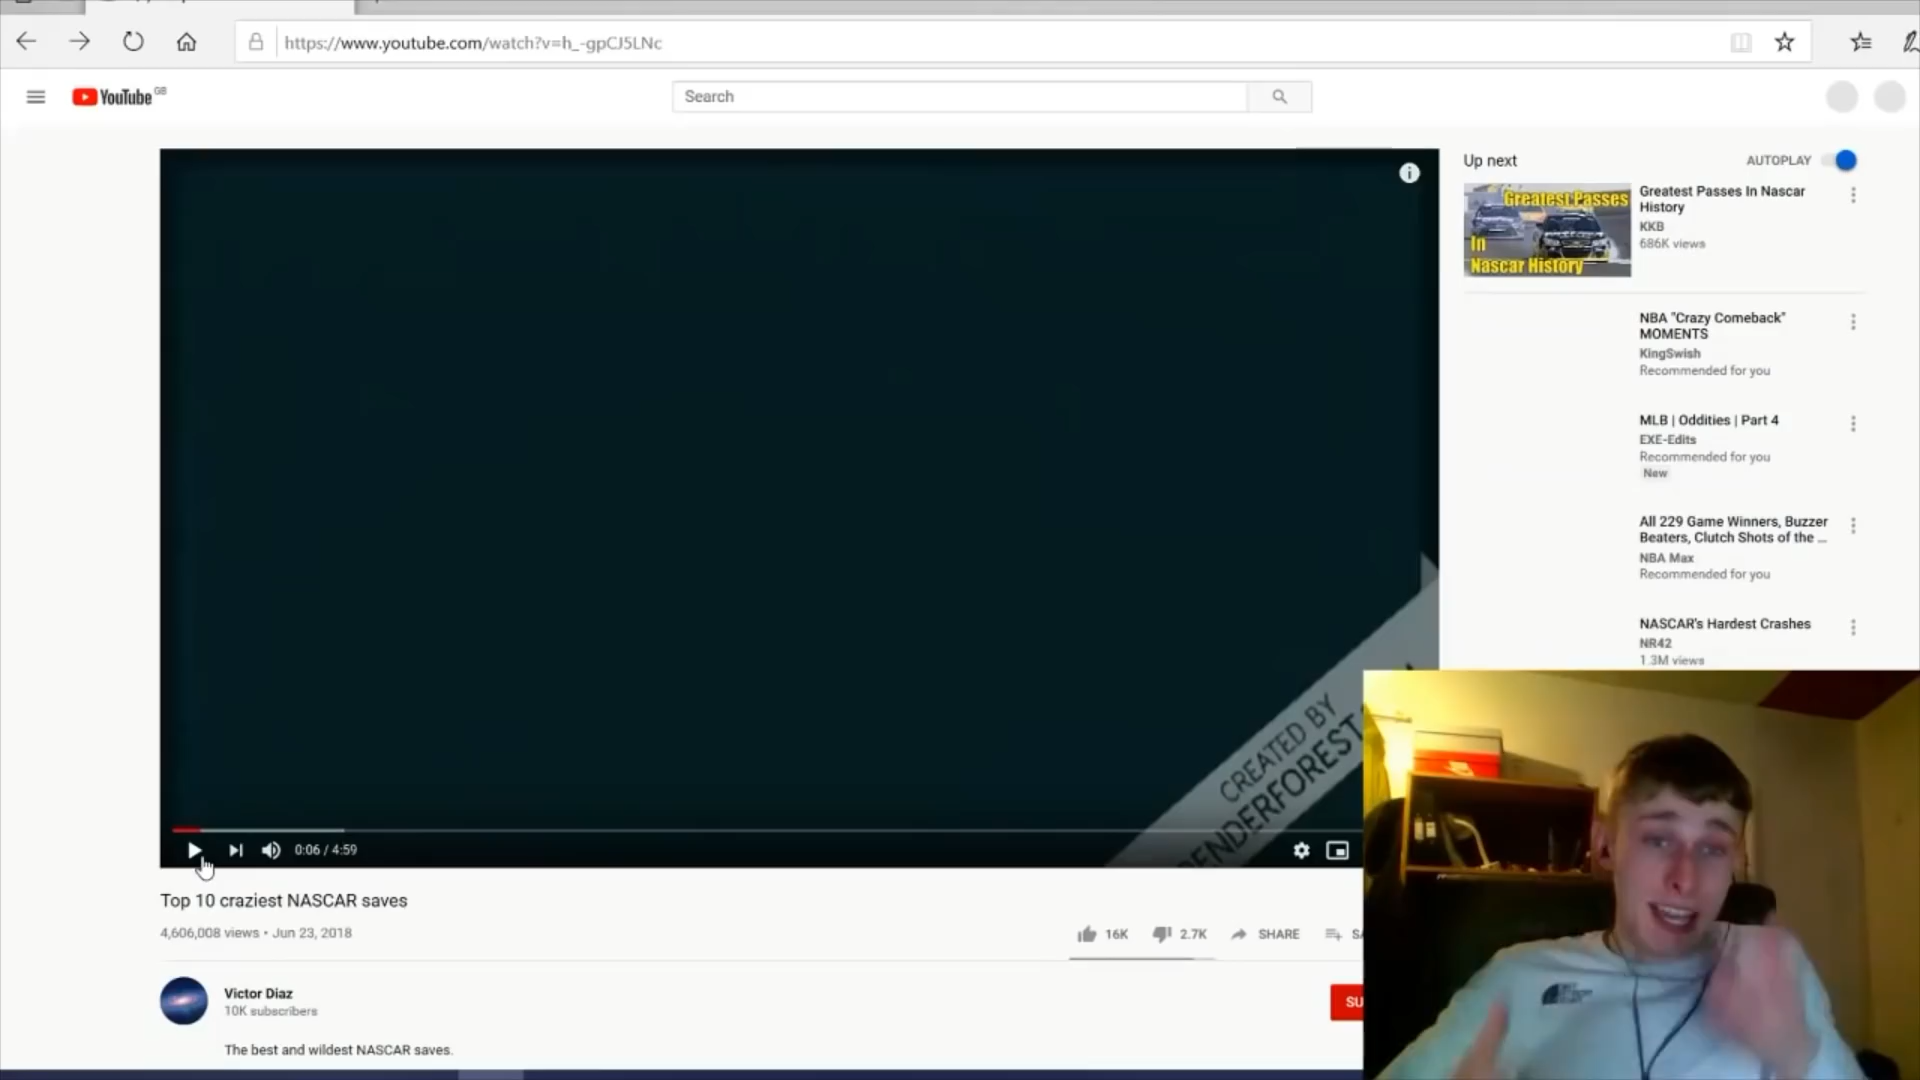 https://www.youtube.com/watch?v=h_-gpCJ5LNc
YouTube GB
Search
Up next
AUTOPLAY
Greatest Passes
In
Nascar History
Greatest Passes In Nascar
History
KKB
686K views
NBA "Crazy Comeback"
MOMENTS
KingSwish
Recommended for you
MLB | Oddities | Part 4
EXE-Edits
Recommended for you
New
All 229 Game Winners, Buzzer
Beaters, Clutch Shots of the ...
NBA Max
Recommended for you
NASCAR's Hardest Crashes
NR42
1.3M views
CREATED BY
ENDERFOREST
0:06 / 4:59
Top 10 craziest NASCAR saves
4,606,008 views • Jun 23, 2018
16K
2.7K
SHARE
SA
Victor Diaz
10K subscribers
SU
The best and wildest NASCAR saves.